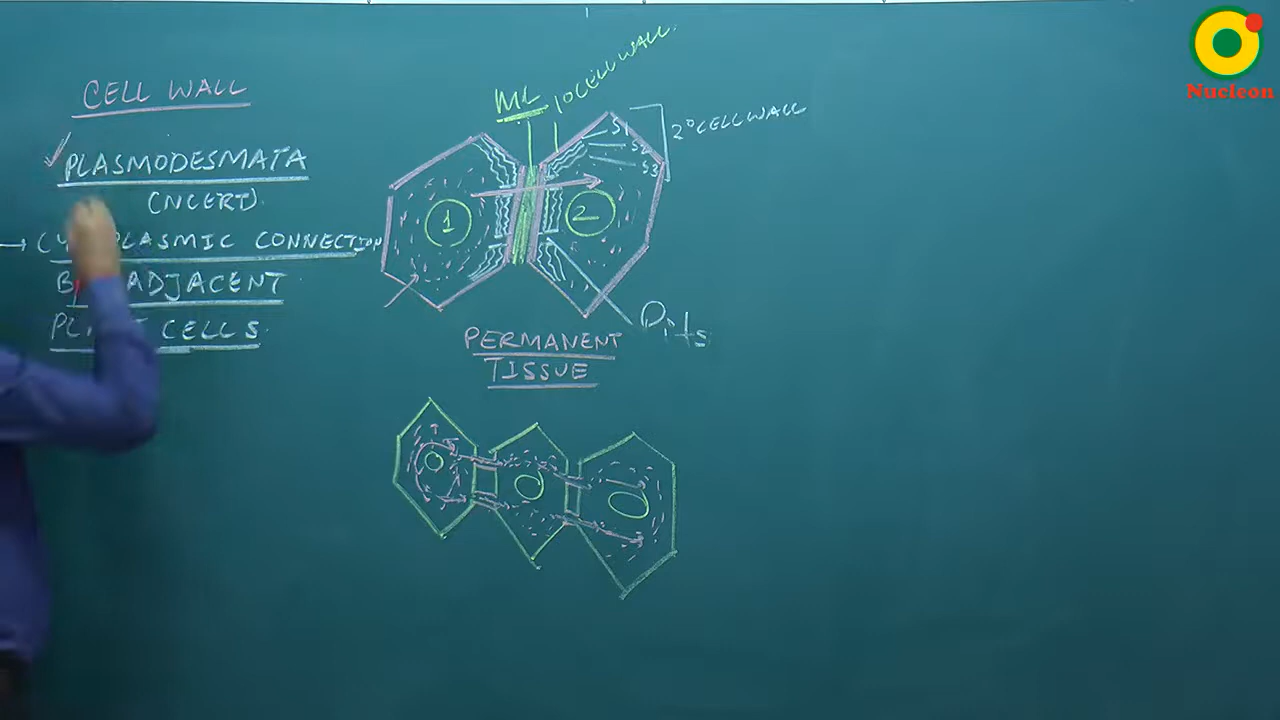 CELL WALL
PLASMODESMATA
(NCERT)
→ CONNECTION
ADJACENT
CELLS
ML
1° CELL WALL
S1
S2
S3
2° CELL WALL
1
2
Pits
PERMANENT
TISSUE
Nucleon